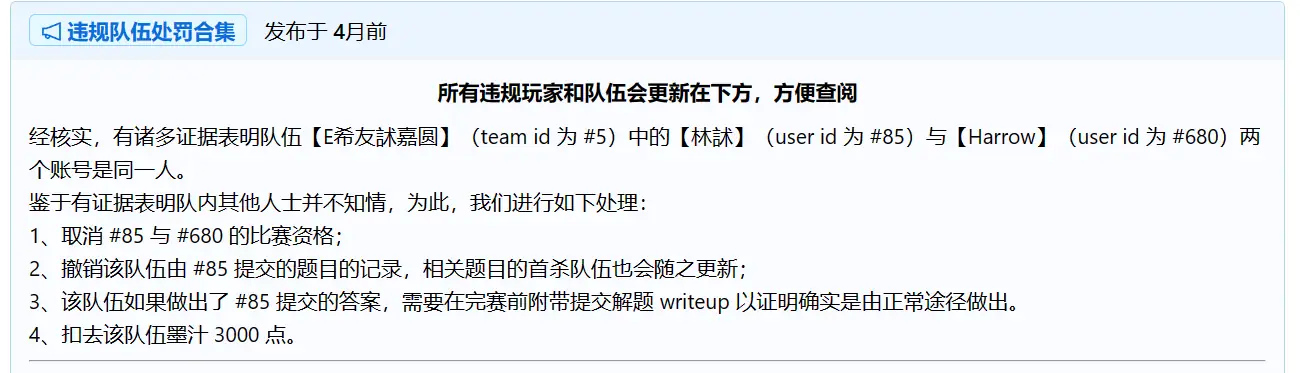 违规队伍处罚合集 发布于 4月前
所有违规玩家和队伍会更新在下方，方便查阅
经核实，有诸多证据表明队伍【E希友訹嘉圆】（team id 为 #5）中的【林訹】（user id 为 #85）与【Harrow】（user id 为 #680）两
个账号是同一人。
鉴于有证据表明队内其他人士并不知情，为此，我们进行如下处理：
1、取消 #85 与 #680 的比赛资格；
2、撤销该队伍由 #85 提交的题目的记录，相关题目的首杀队伍也会随之更新；
3、该队伍如果做出了 #85 提交的答案，需要在完赛前附带提交解题 writeup 以证明确实是由正常途径做出。
4、扣去该队伍墨汁 3000 点。